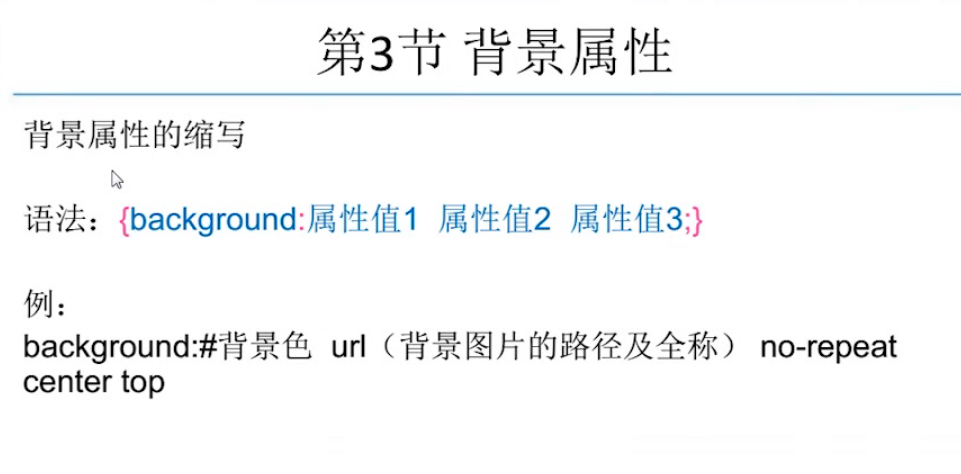 第3节 背景属性
背景属性的缩写
语法：{background:属性值1 属性值2 属性值3;}
例：
background:#背景色 url（背景图片的路径及全称） no-repeat
center top